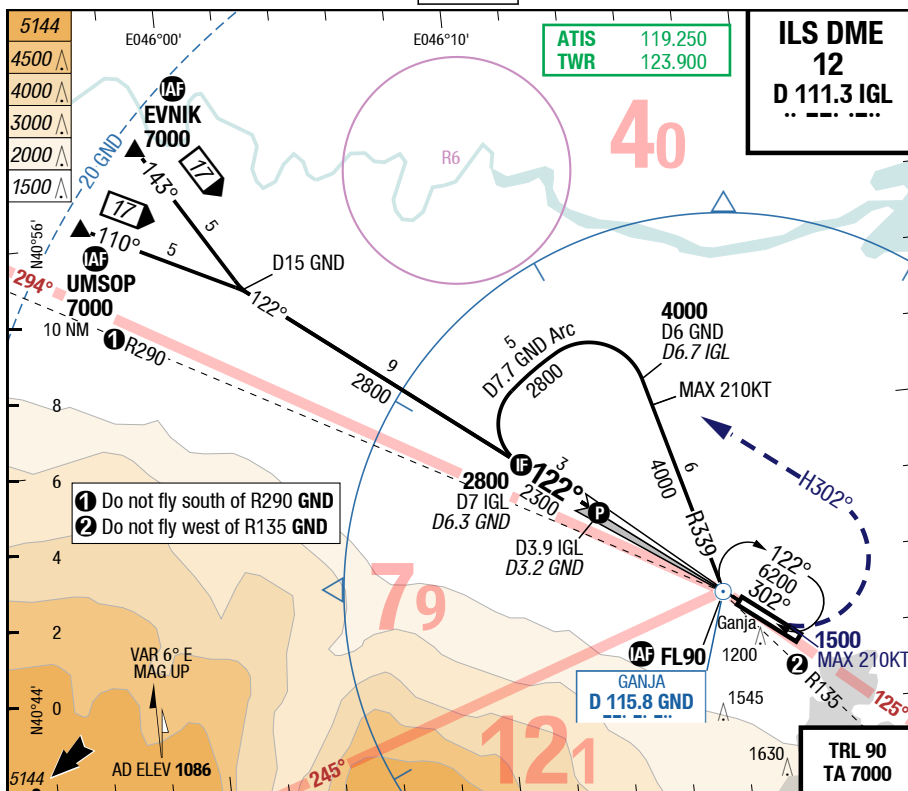 5144
4500
4000
3000
2000
1500
E046°00'
E046°10'
ATIS 119.250
TWR 123.900
ILS DME
12
D 111.3 IGL
·· −−· ·−··
IAF
EVNIK
7000
20 GND
17
143°
5
R6
40
17
110°
5
N40°56'
IAF
UMSOP
7000
D15 GND
294°
122°
10 NM
1 R290
9
2800
5
D7.7 GND Arc
2800
4000
D6 GND
D6.7 IGL
MAX 210KT
6
4000
R339
H302°
8
6
4
2
0
IF
122°
3
2300
2800
D7 IGL
D6.3 GND
P
D3.9 IGL
D3.2 GND
1 Do not fly south of R290 GND
2 Do not fly west of R135 GND
79
122°
6200
302°
Ganja
1200
1500
MAX 210KT
2 R135
125°
IAF FL90
GANJA
D 115.8 GND
−−· −· −··
1545
1630
VAR 6° E
MAG UP
N40°44'
AD ELEV 1086
5144
245°
121
TRL 90
TA 7000